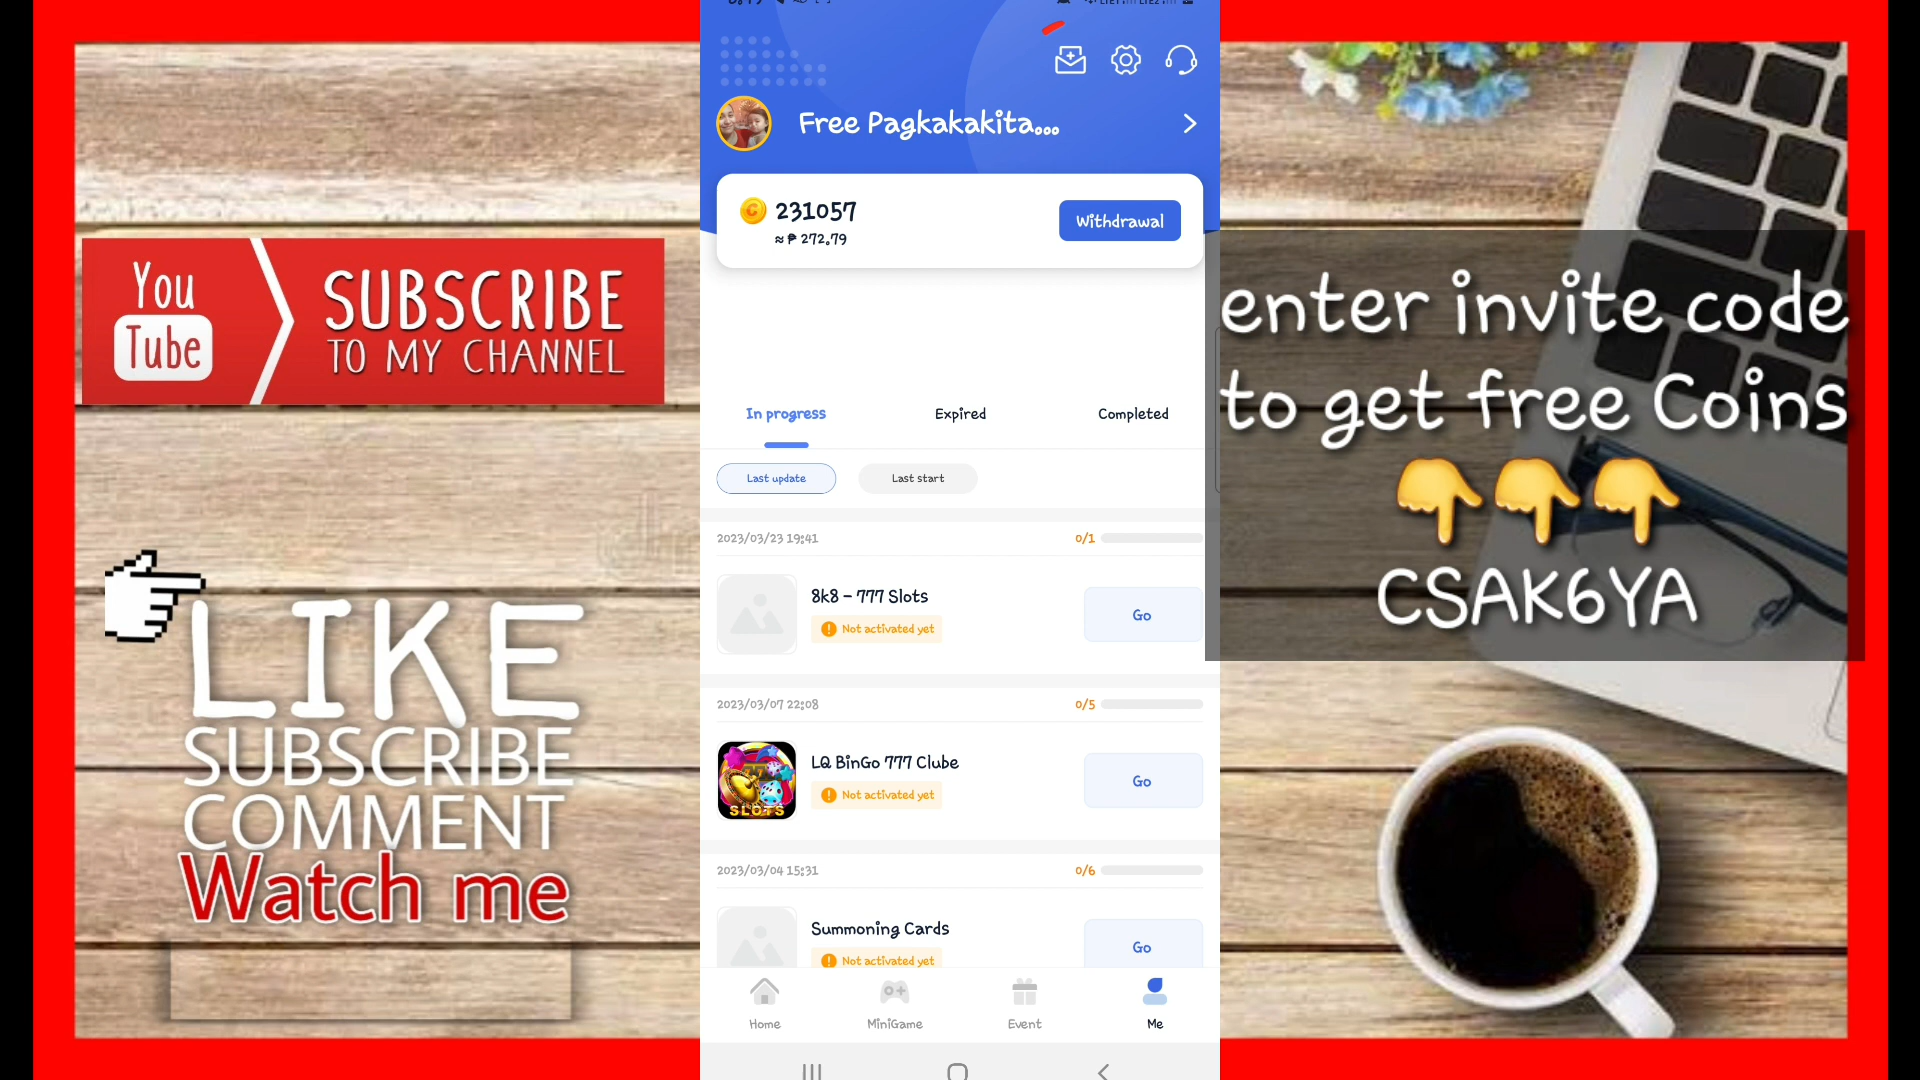 Free Pagkakakita...
231057
≈ ₱ 272.79
Withdrawal
You
Tube
SUBSCRIBE
TO MY CHANNEL
enter invite code
to get free Coins
👇👇👇
CSAK6YA
In progress
Expired
Completed
Last update
Last start
2023/03/23 19:41
0/1
8k8 - 777 Slots
Not activated yet
Go
2023/03/07 22:08
0/5
SLOTS
LQ BinGo 777 Clube
Not activated yet
Go
2023/03/04 15:31
0/6
Summoning Cards
Not activated yet
Go
Home
MiniGame
Event
Me
LIKE
SUBSCRIBE
COMMENT
Watch me